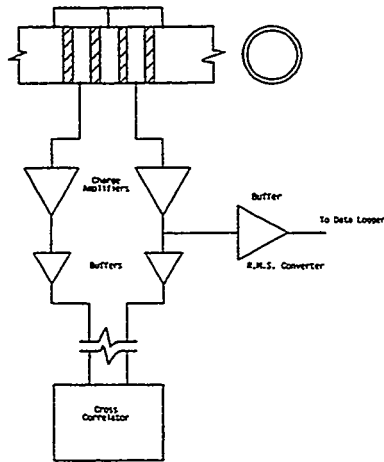 Charge
Amplifiers
Buffer
To Data Logger
Buffers
R.M.S. Converter
Cross
Correlator